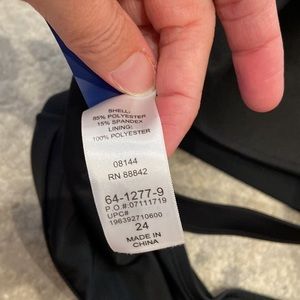 SHELL:
85% POLYESTER
15% SPANDEX
LINING:
100% POLYESTER
08144
RN 88842
64-1277-9
P.O.#:07111719
UPC#
196392710600
24
MADE IN
CHINA